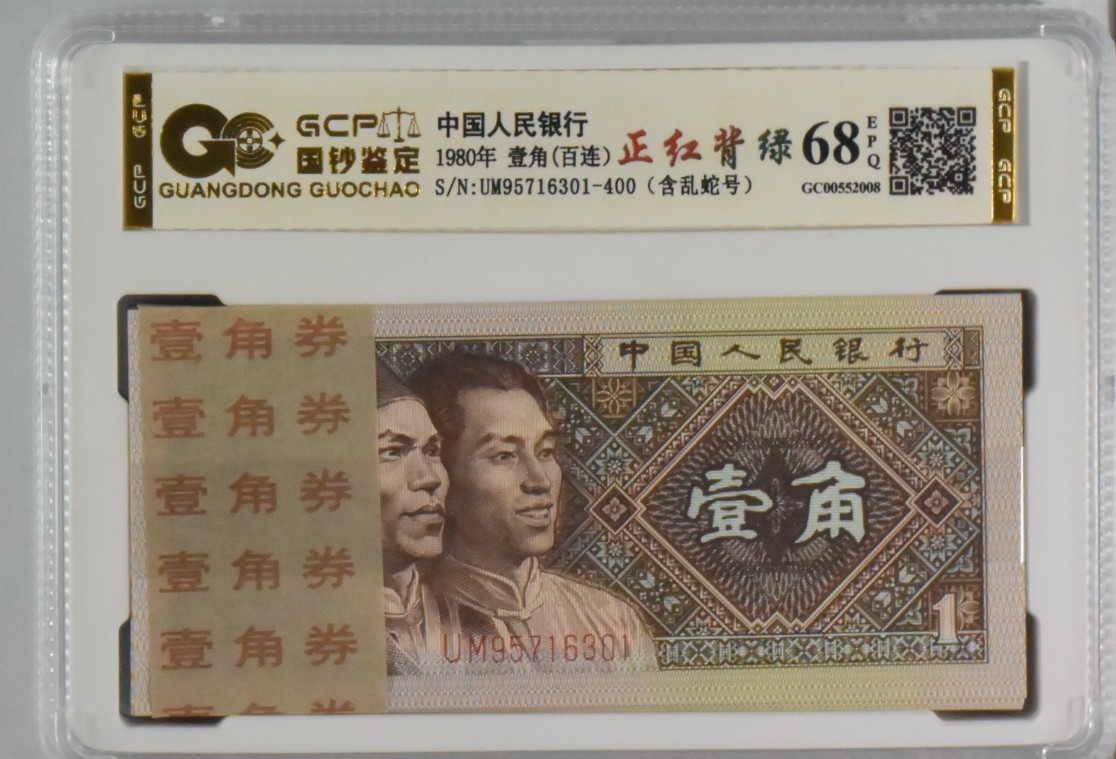 GCP GCP
GCP
国钞鉴定
GUANGDONG GUOCHAO
中国人民银行
1980年 壹角(百连)
正红背绿
S/N:UM95716301-400（含乱蛇号）
68
EPQ
GC00552008
GCP GCP
壹角券
壹角券
壹角券
壹角券
壹角券
壹角券
中国人民银行
壹角
1
UM95716301